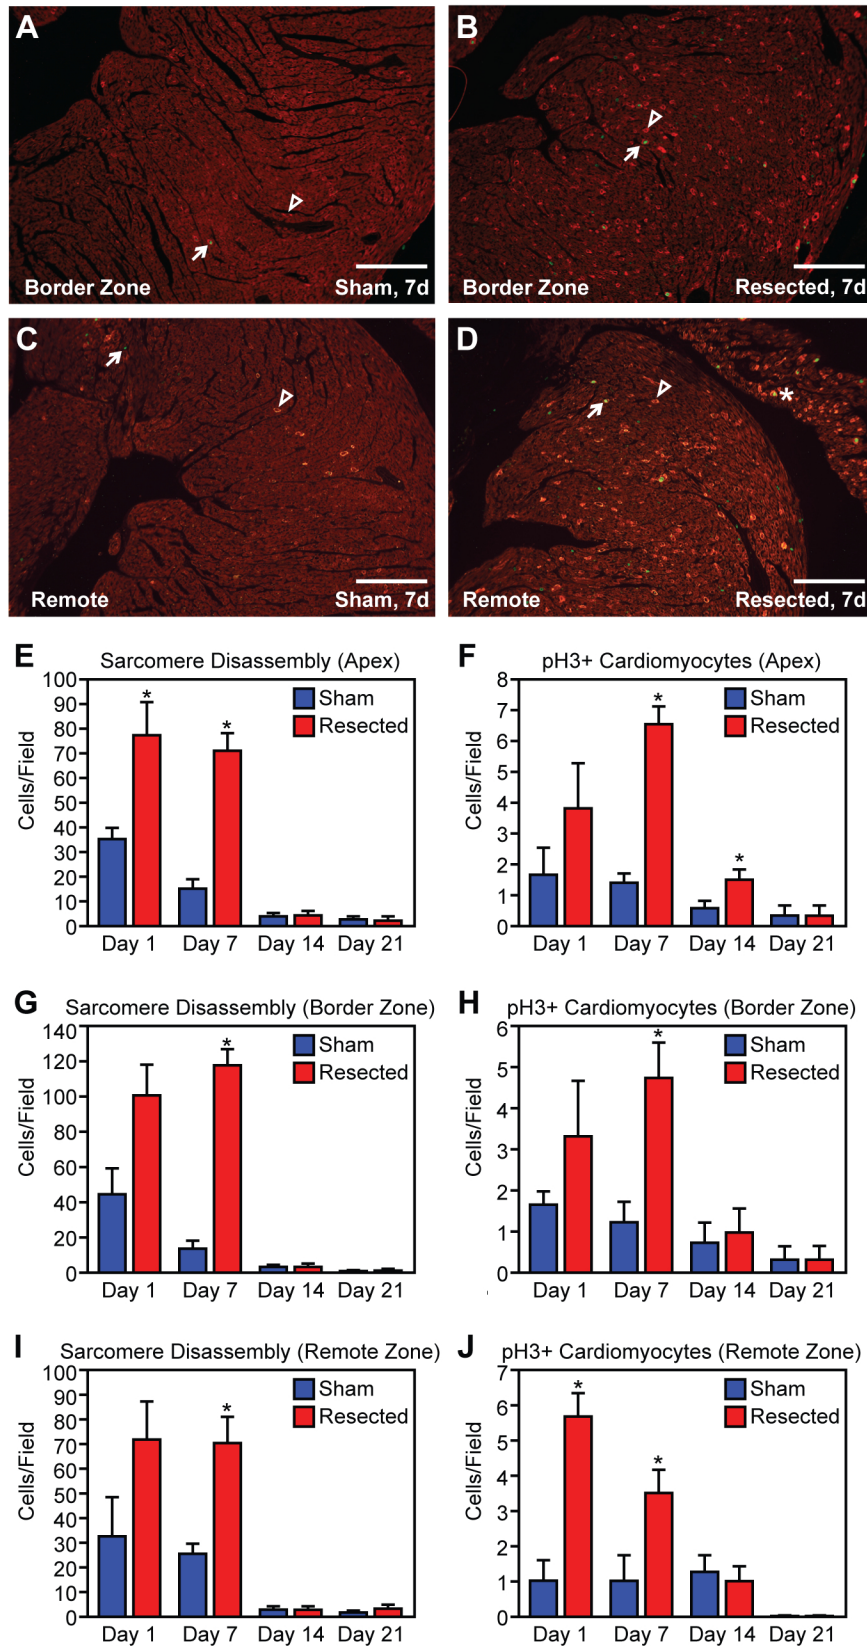 A
Border Zone
Sham, 7d
B
Border Zone
Resected, 7d
C
Remote
Sham, 7d
D
*
Remote
Resected, 7d
E
Sarcomere Disassembly (Apex)
Cells/Field
100
90
80
70
60
50
40
30
20
10
0
*
*
Sham
Resected
Day 1 Day 7 Day 14 Day 21
F
pH3+ Cardiomyocytes (Apex)
Cells/Field
8
7
6
5
4
3
2
1
0
*
*
Sham
Resected
Day 1 Day 7 Day 14 Day 21
G
Sarcomere Disassembly (Border Zone)
Cells/Field
140
120
100
80
60
40
20
0
*
Sham
Resected
Day 1 Day 7 Day 14 Day 21
H
pH3+ Cardiomyocytes (Border Zone)
Cells/Field
6
5
4
3
2
1
0
*
Sham
Resected
Day 1 Day 7 Day 14 Day 21
I
Sarcomere Disassembly (Remote Zone)
Cells/Field
100
90
80
70
60
50
40
30
20
10
0
*
Sham
Resected
Day 1 Day 7 Day 14 Day 21
J
pH3+ Cardiomyocytes (Remote Zone)
Cells/Field
7
6
5
4
3
2
1
0
*
*
Sham
Resected
Day 1 Day 7 Day 14 Day 21